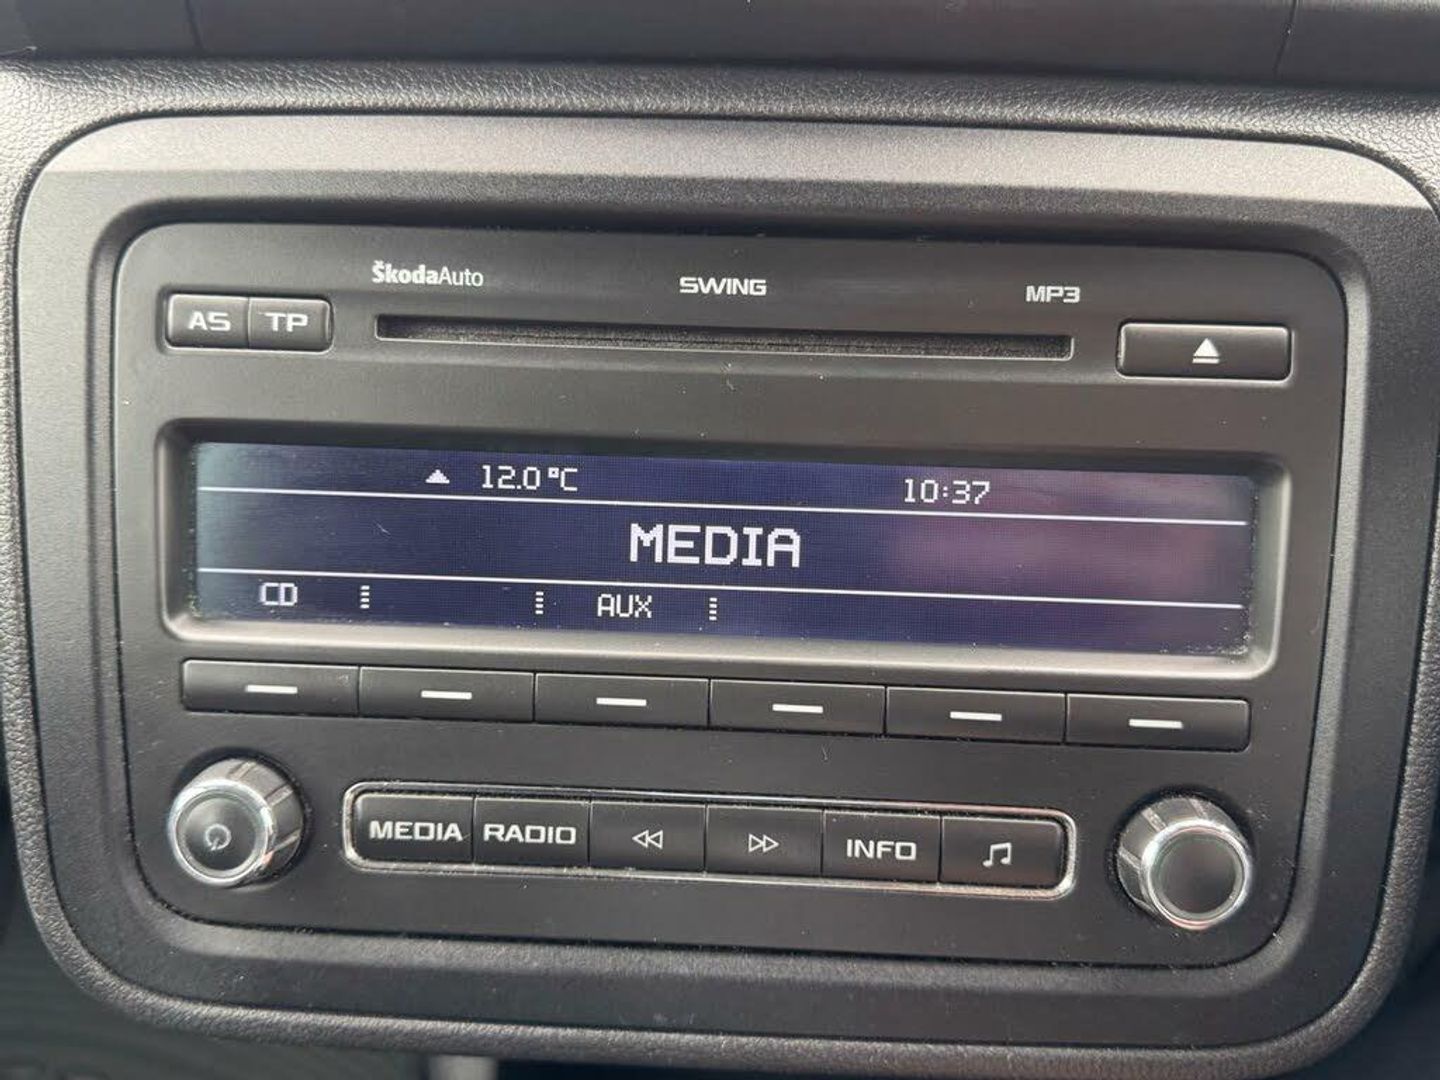 ŠkodaAuto SWING MP3
AS TP
12.0°C 10:37
MEDIA
CD AUX
MEDIA RADIO INFO